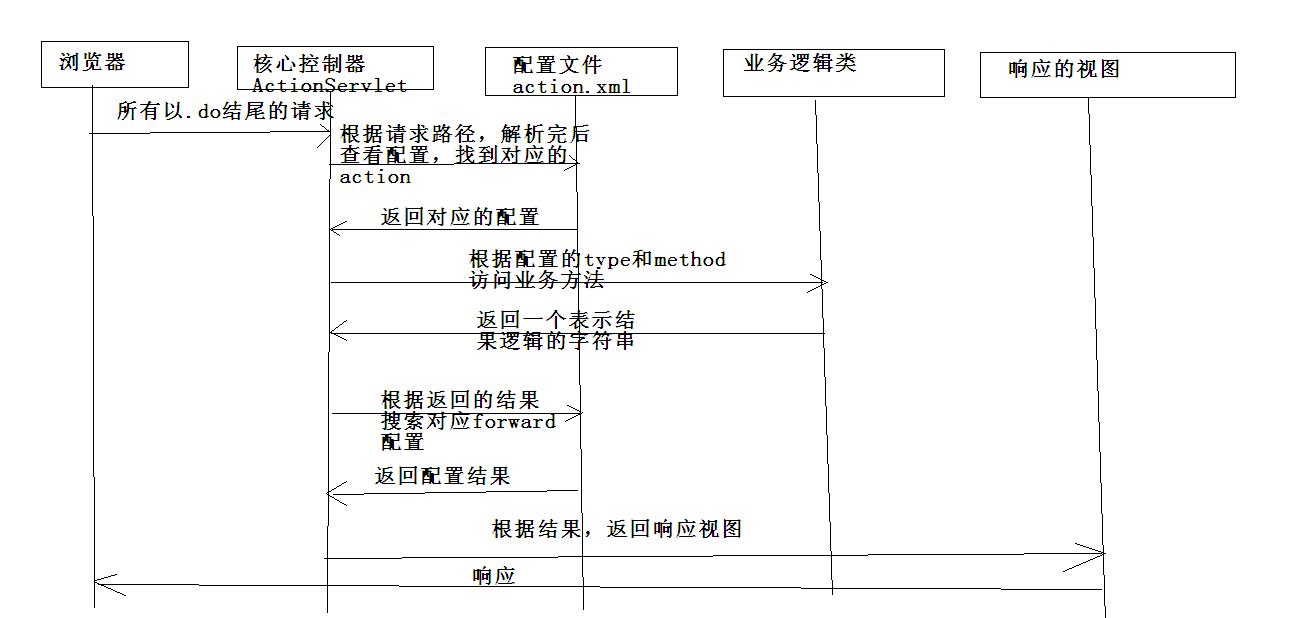 浏览器
核心控制器
ActionServlet
配置文件
action.xml
业务逻辑类
响应的视图
所有以.do结尾的请求
根据请求路径，解析完后
查看配置，找到对应的
action
返回对应的配置
根据配置的type和method
访问业务方法
返回一个表示结
果逻辑的字符串
根据返回的结果
搜索对应forward
配置
返回配置结果
根据结果，返回响应视图
响应